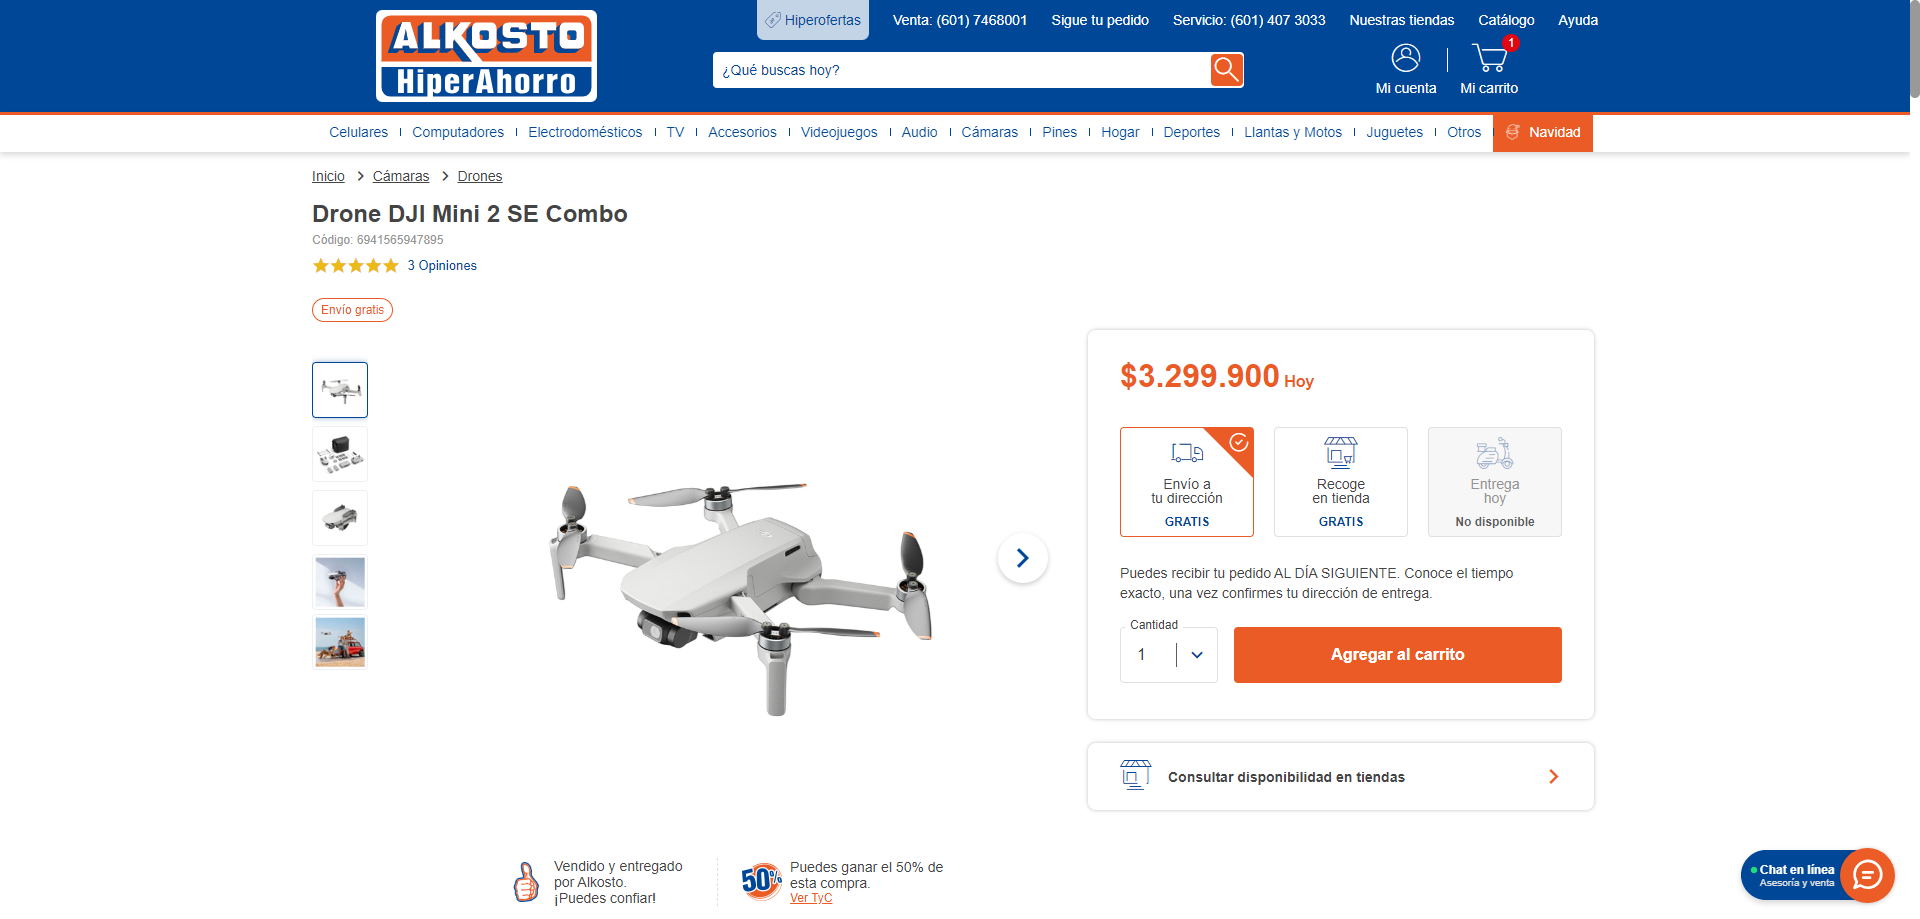 ALKOSTO
HiperAhorro
Hiperofertas
Venta: (601) 7468001
Sigue tu pedido
Servicio: (601) 407 3033
Nuestras tiendas
Catálogo
Ayuda
¿Qué buscas hoy?
Mi cuenta
1
Mi carrito
Celulares
Computadores
Electrodomésticos
TV
Accesorios
Videojuegos
Audio
Cámaras
Pines
Hogar
Deportes
Llantas y Motos
Juguetes
Otros
Navidad
Inicio
Cámaras
Drones
Drone DJI Mini 2 SE Combo
Código: 6941565947895
3 Opiniones
Envío gratis
$3.299.900 Hoy
Envío a
tu dirección
GRATIS
Recoge
en tienda
GRATIS
Entrega
hoy
No disponible
Puedes recibir tu pedido AL DÍA SIGUIENTE. Conoce el tiempo
exacto, una vez confirmes tu dirección de entrega.
Cantidad
1
Agregar al carrito
Consultar disponibilidad en tiendas
Vendido y entregado
por Alkosto.
¡Puedes confiar!
50%
Puedes ganar el 50% de
esta compra.
Ver TyC
Chat en línea
Asesoría y venta